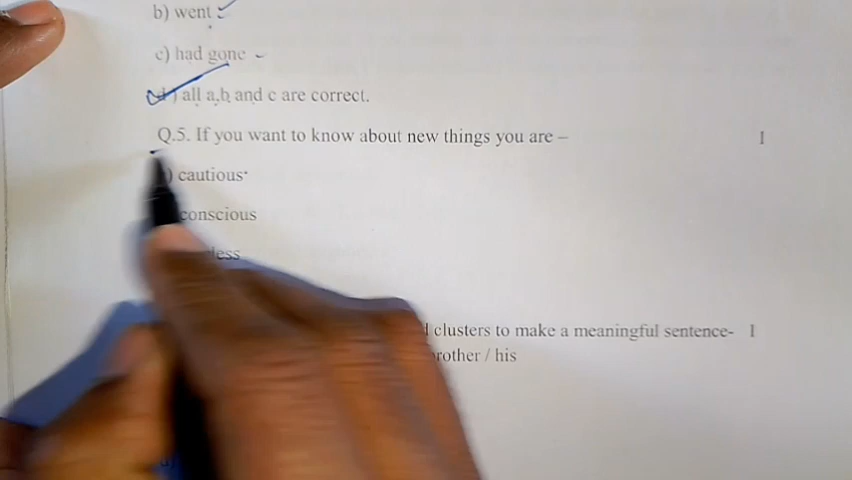 b) went
c) had gone
d) all a,b and c are correct.
Q.5. If you want to know about new things you are – 1
) cautious
conscious
less
clusters to make a meaningful sentence- 1
rother / his